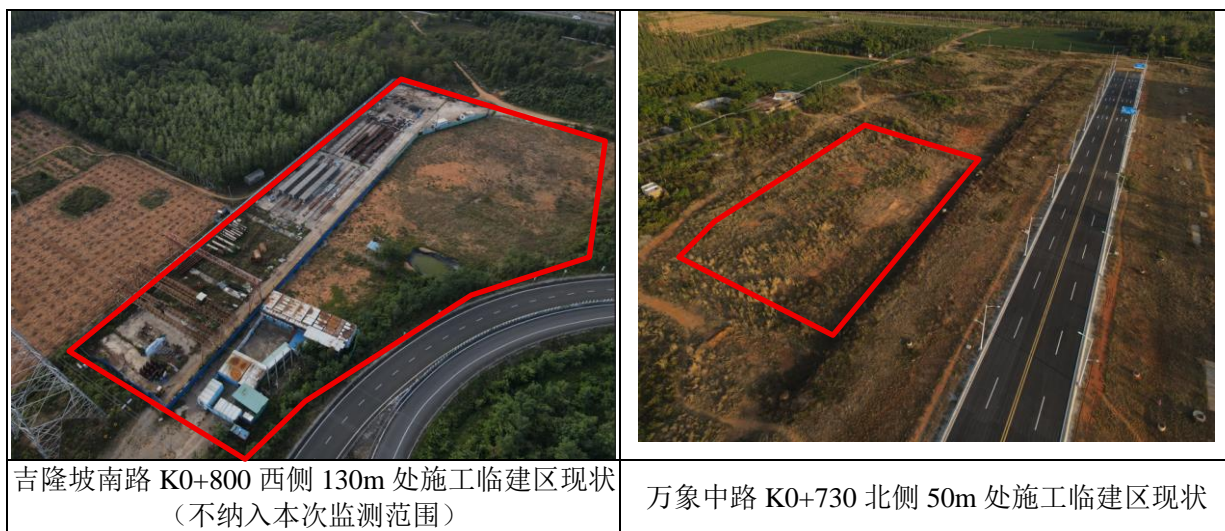 吉隆坡南路 K0+800 西侧 130m 处施工临建区现状
（不纳入本次监测范围）
万象中路 K0+730 北侧 50m 处施工临建区现状